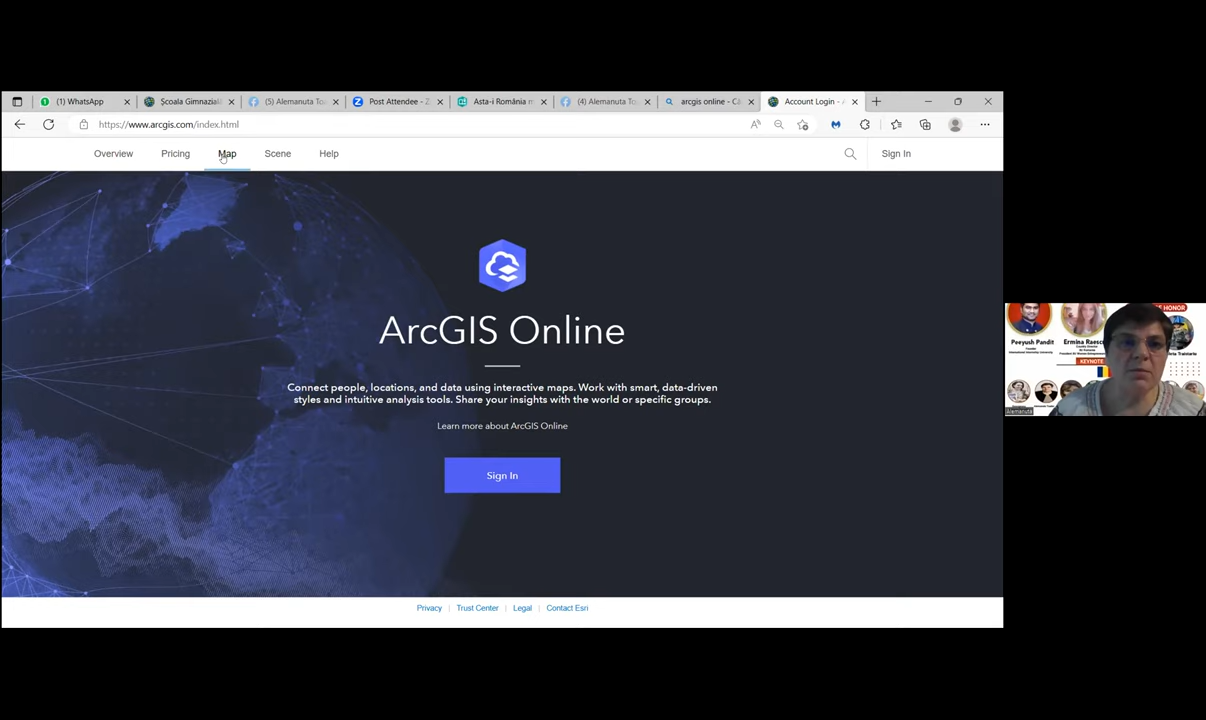 (1) WhatsApp
Școala Gimnazială
(5) Alemanuta
Post Attendee - Z
Asta-i România
(4) Alemanuta
arcgis online -
Account Login -
https://www.arcgis.com/index.html
Overview
Pricing
Map
Scene
Help
Sign In
ArcGIS Online
Connect people, locations, and data using interactive maps. Work with smart, data-driven
styles and intuitive analysis tools. Share your insights with the world or specific groups.
Learn more about ArcGIS Online
Sign In
Privacy | Trust Center | Legal | Contact Esri
HONOR
Peeyush Pandit
Ermina
KEYNOTE